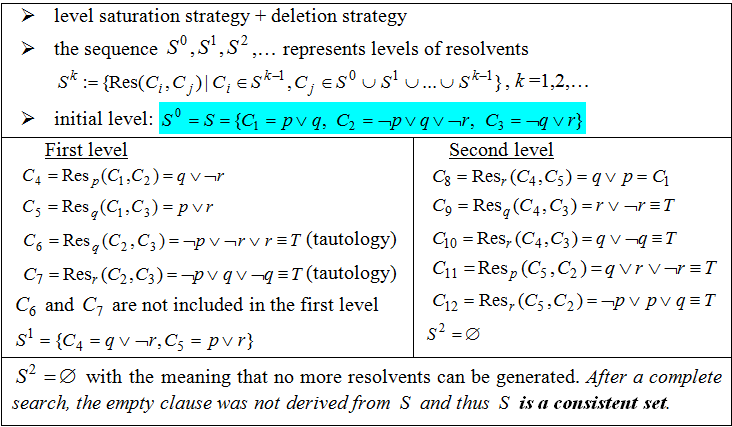 ➤ level saturation strategy + deletion strategy
➤ the sequence S⁰, S¹, S²,… represents levels of resolvents
Sᵏ := {Res(Cᵢ, Cⱼ) | Cᵢ ∈ Sᵏ⁻¹, Cⱼ ∈ S⁰ ∪ S¹ ∪ ... ∪ Sᵏ⁻¹}, k=1,2,…
➤ initial level: S⁰ = S = {C₁ = p ∨ q, C₂ = ¬p ∨ q ∨ ¬r, C₃ = ¬q ∨ r}
First level
C₄ = Resₚ(C₁,C₂) = q ∨ ¬r
C₅ = Res_q(C₁,C₃) = p ∨ r
C₆ = Res_q(C₂,C₃) = ¬p ∨ ¬r ∨ r ≡ T (tautology)
C₇ = Resᵣ(C₂,C₃) = ¬p ∨ q ∨ ¬q ≡ T (tautology)
C₆ and C₇ are not included in the first level
S¹ = {C₄ = q ∨ ¬r, C₅ = p ∨ r}
Second level
C₈ = Resᵣ(C₄,C₅) = q ∨ p = C₁
C₉ = Res_q(C₄,C₃) = r ∨ ¬r ≡ T
C₁₀ = Resᵣ(C₄,C₃) = q ∨ ¬q ≡ T
C₁₁ = Resₚ(C₅,C₂) = q ∨ r ∨ ¬r ≡ T
C₁₂ = Resᵣ(C₅,C₂) = ¬p ∨ p ∨ q ≡ T
S² = ∅
S² = ∅ with the meaning that no more resolvents can be generated. After a complete
search, the empty clause was not derived from S and thus S is a consistent set.